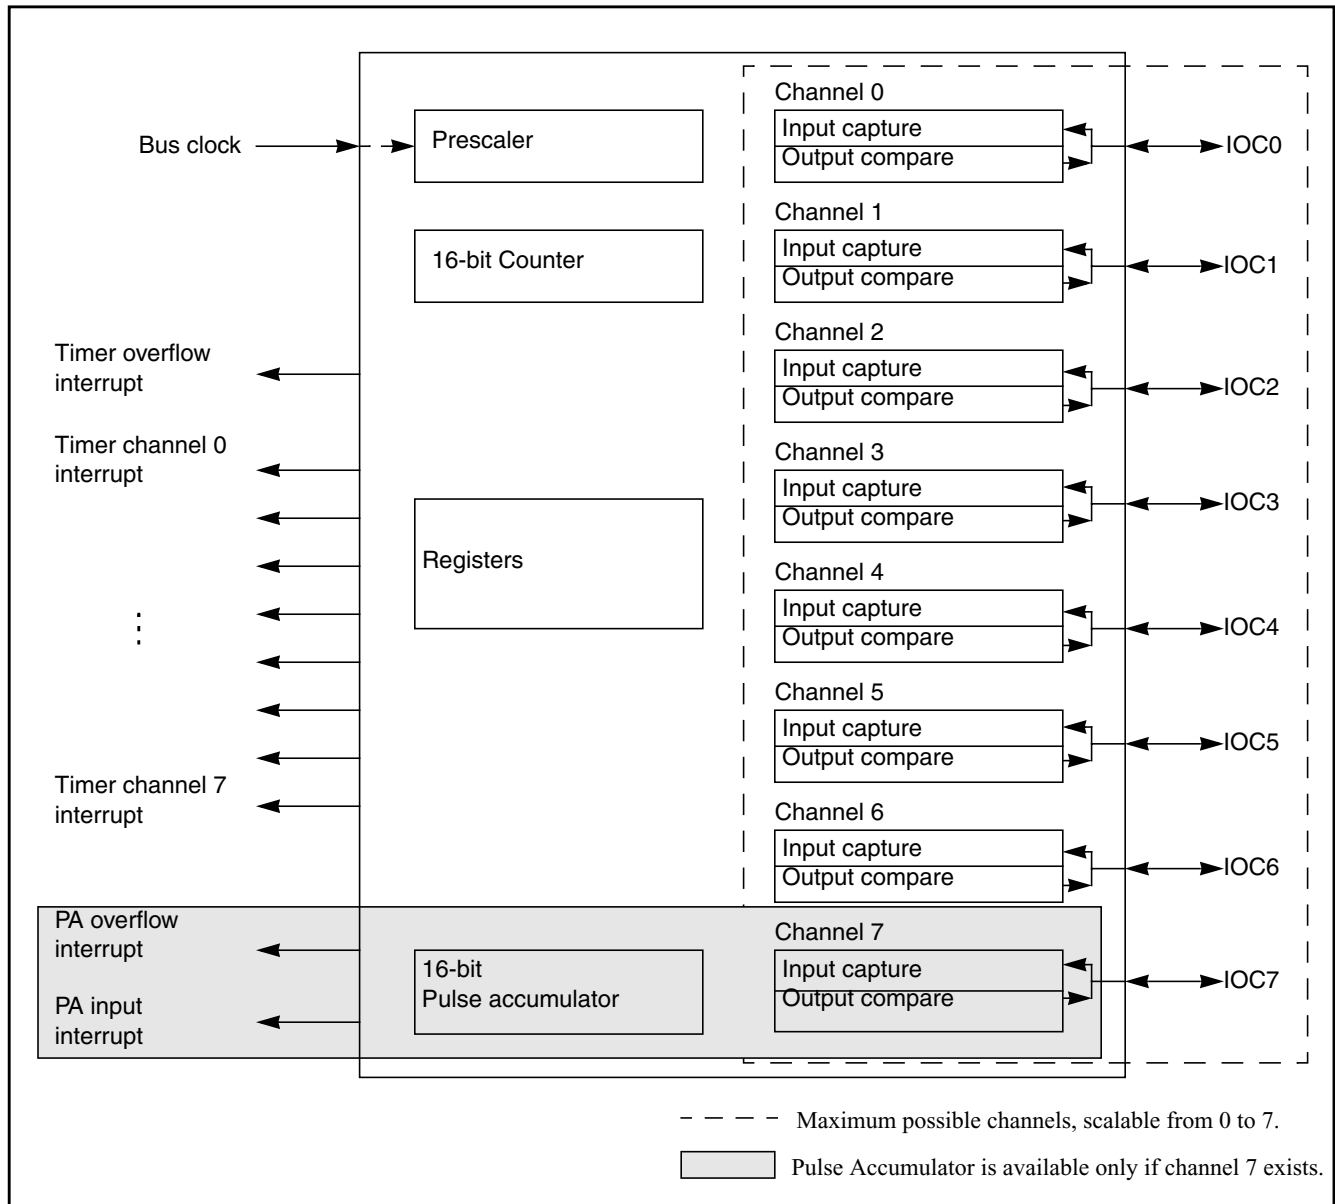 Channel 0
Bus clock
Prescaler
Input capture
Output compare
IOC0
Channel 1
16-bit Counter
Input capture
Output compare
IOC1
Timer overflow
interrupt
Channel 2
Input capture
Output compare
IOC2
Timer channel 0
interrupt
Channel 3
Input capture
Output compare
IOC3
Registers
Channel 4
Input capture
Output compare
IOC4
Channel 5
Input capture
Output compare
IOC5
Timer channel 7
interrupt
Channel 6
Input capture
Output compare
IOC6
PA overflow
interrupt
PA input
interrupt
16-bit
Pulse accumulator
Channel 7
Input capture
Output compare
IOC7
Maximum possible channels, scalable from 0 to 7.
Pulse Accumulator is available only if channel 7 exists.